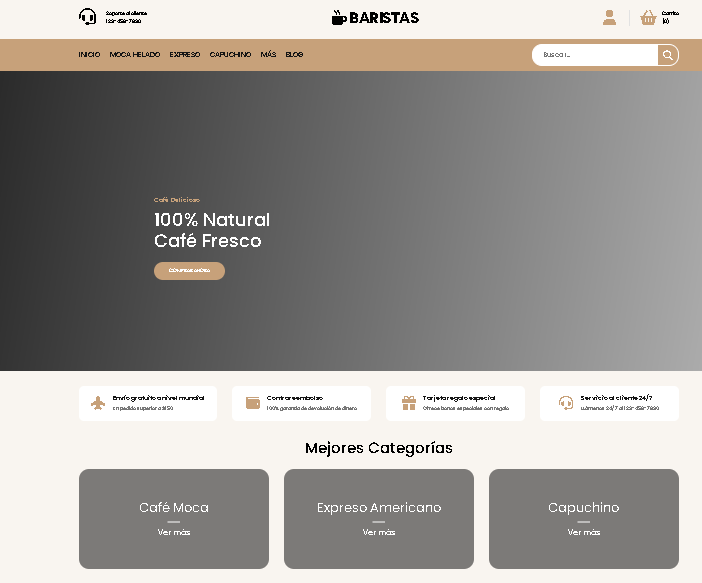 Soporte al cliente
123-456-7890
BARISTAS
Carrito
(0)
INICIO MOCA HELADO EXPRESO CAPUCHINO MÁS BLOG
Buscar...
Café Delicioso
100% Natural
Café Fresco
COMPRAR AHORA
Envío gratuito a nivel mundial
En pedido superior a $150
Contrareembolso
100% garantía de devolución de dinero
Tarjeta regalo especial
Ofrece bonos especiales con regalo
Servicio al cliente 24/7
LLámenos 24/7 al 123-456-7890
Mejores Categorías
Café Moca
Ver más
Expreso Americano
Ver más
Capuchino
Ver más